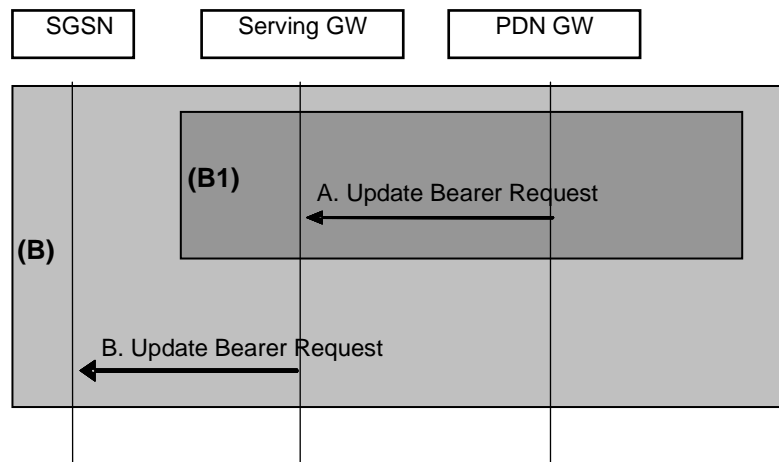 SGSN
Serving GW
PDN GW
(B1)
A. Update Bearer Request
(B)
B. Update Bearer Request